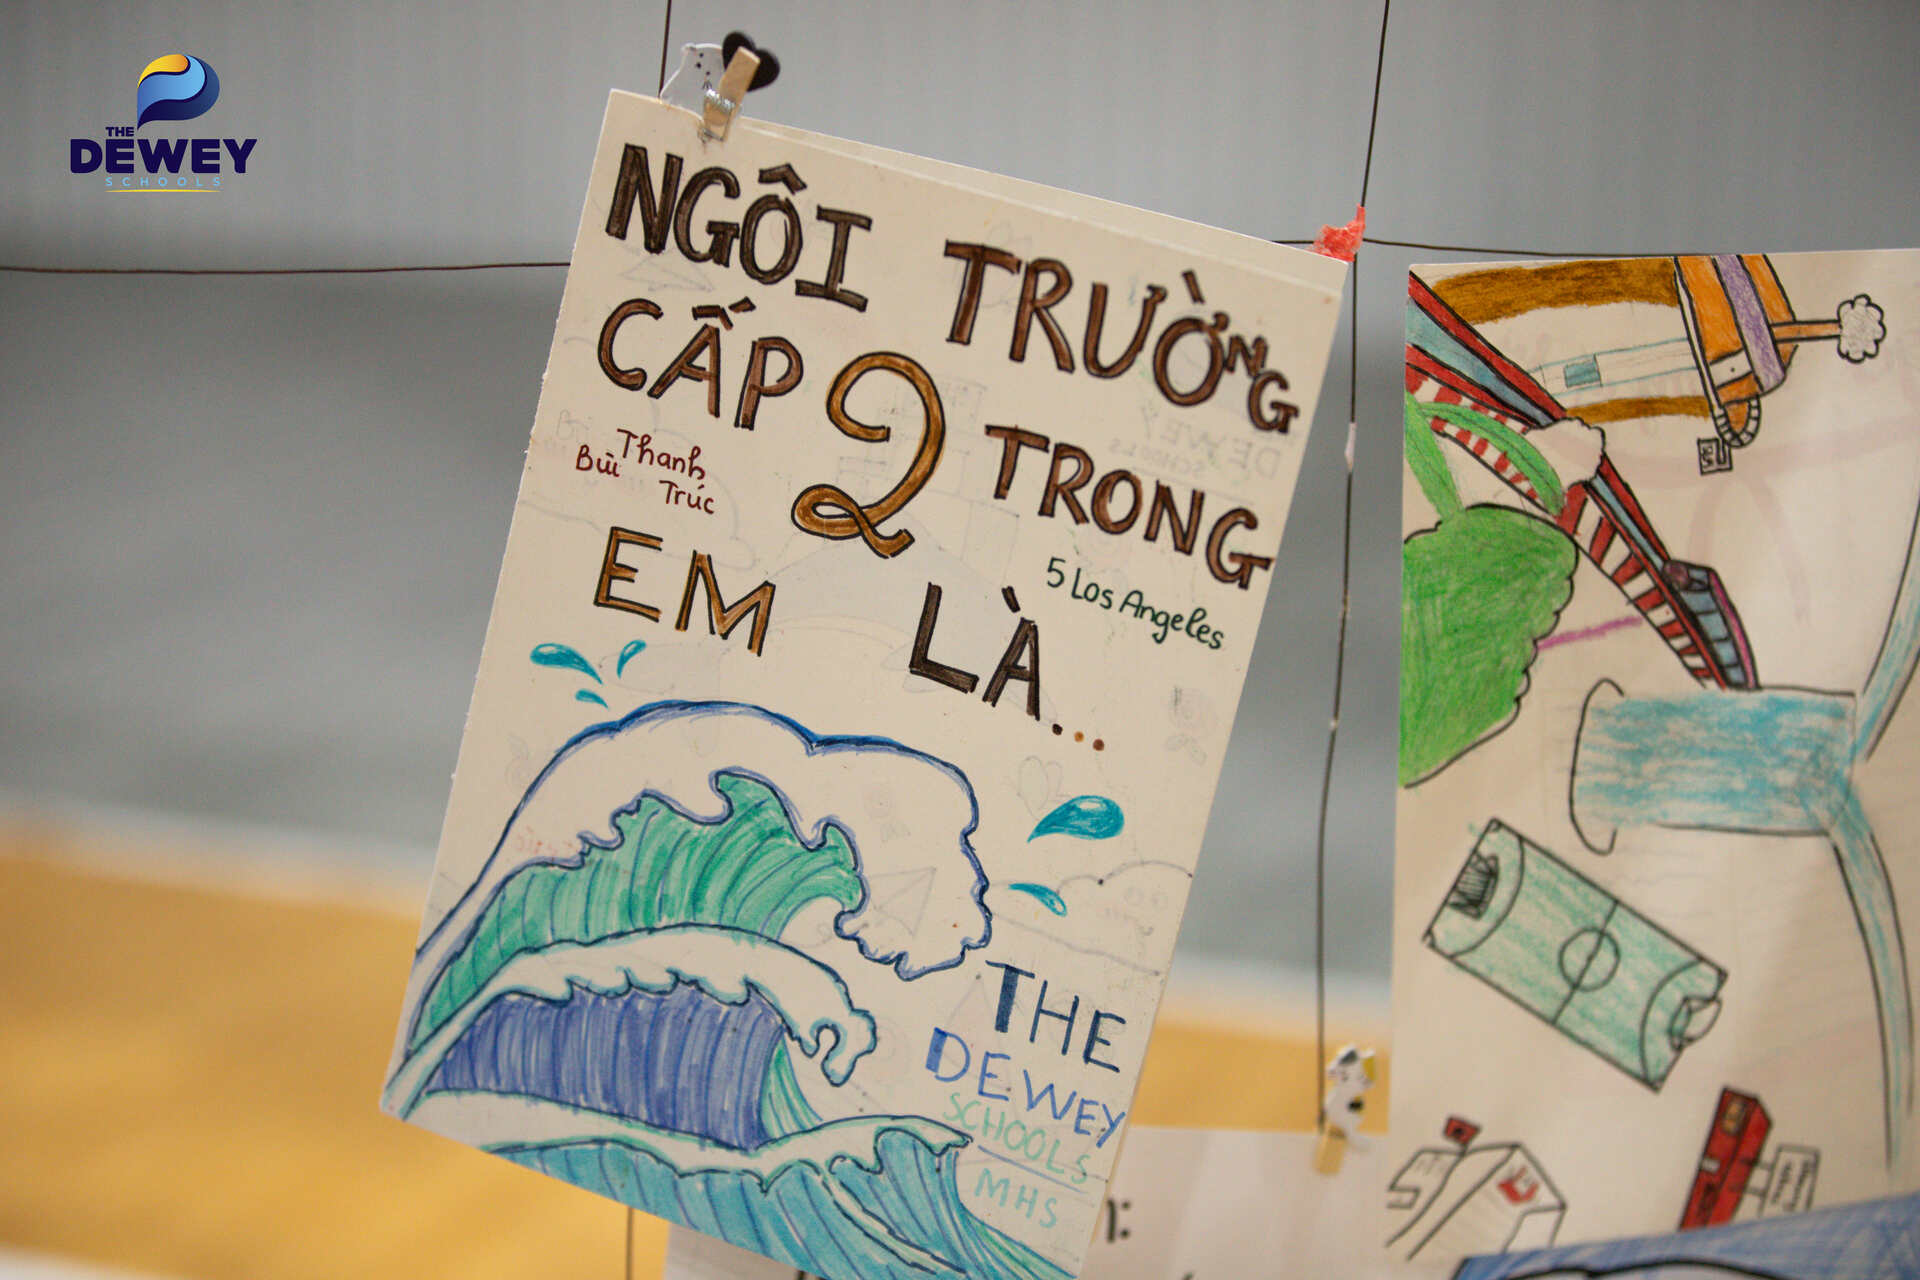 THE
DEWEY
SCHOOLS
NGÔI TRƯỜNG
CẤP 2 TRONG
Bùi Thanh Trúc
5 Los Angeles
EM LÀ...
THE
DEWEY
SCHOOLS
MHS